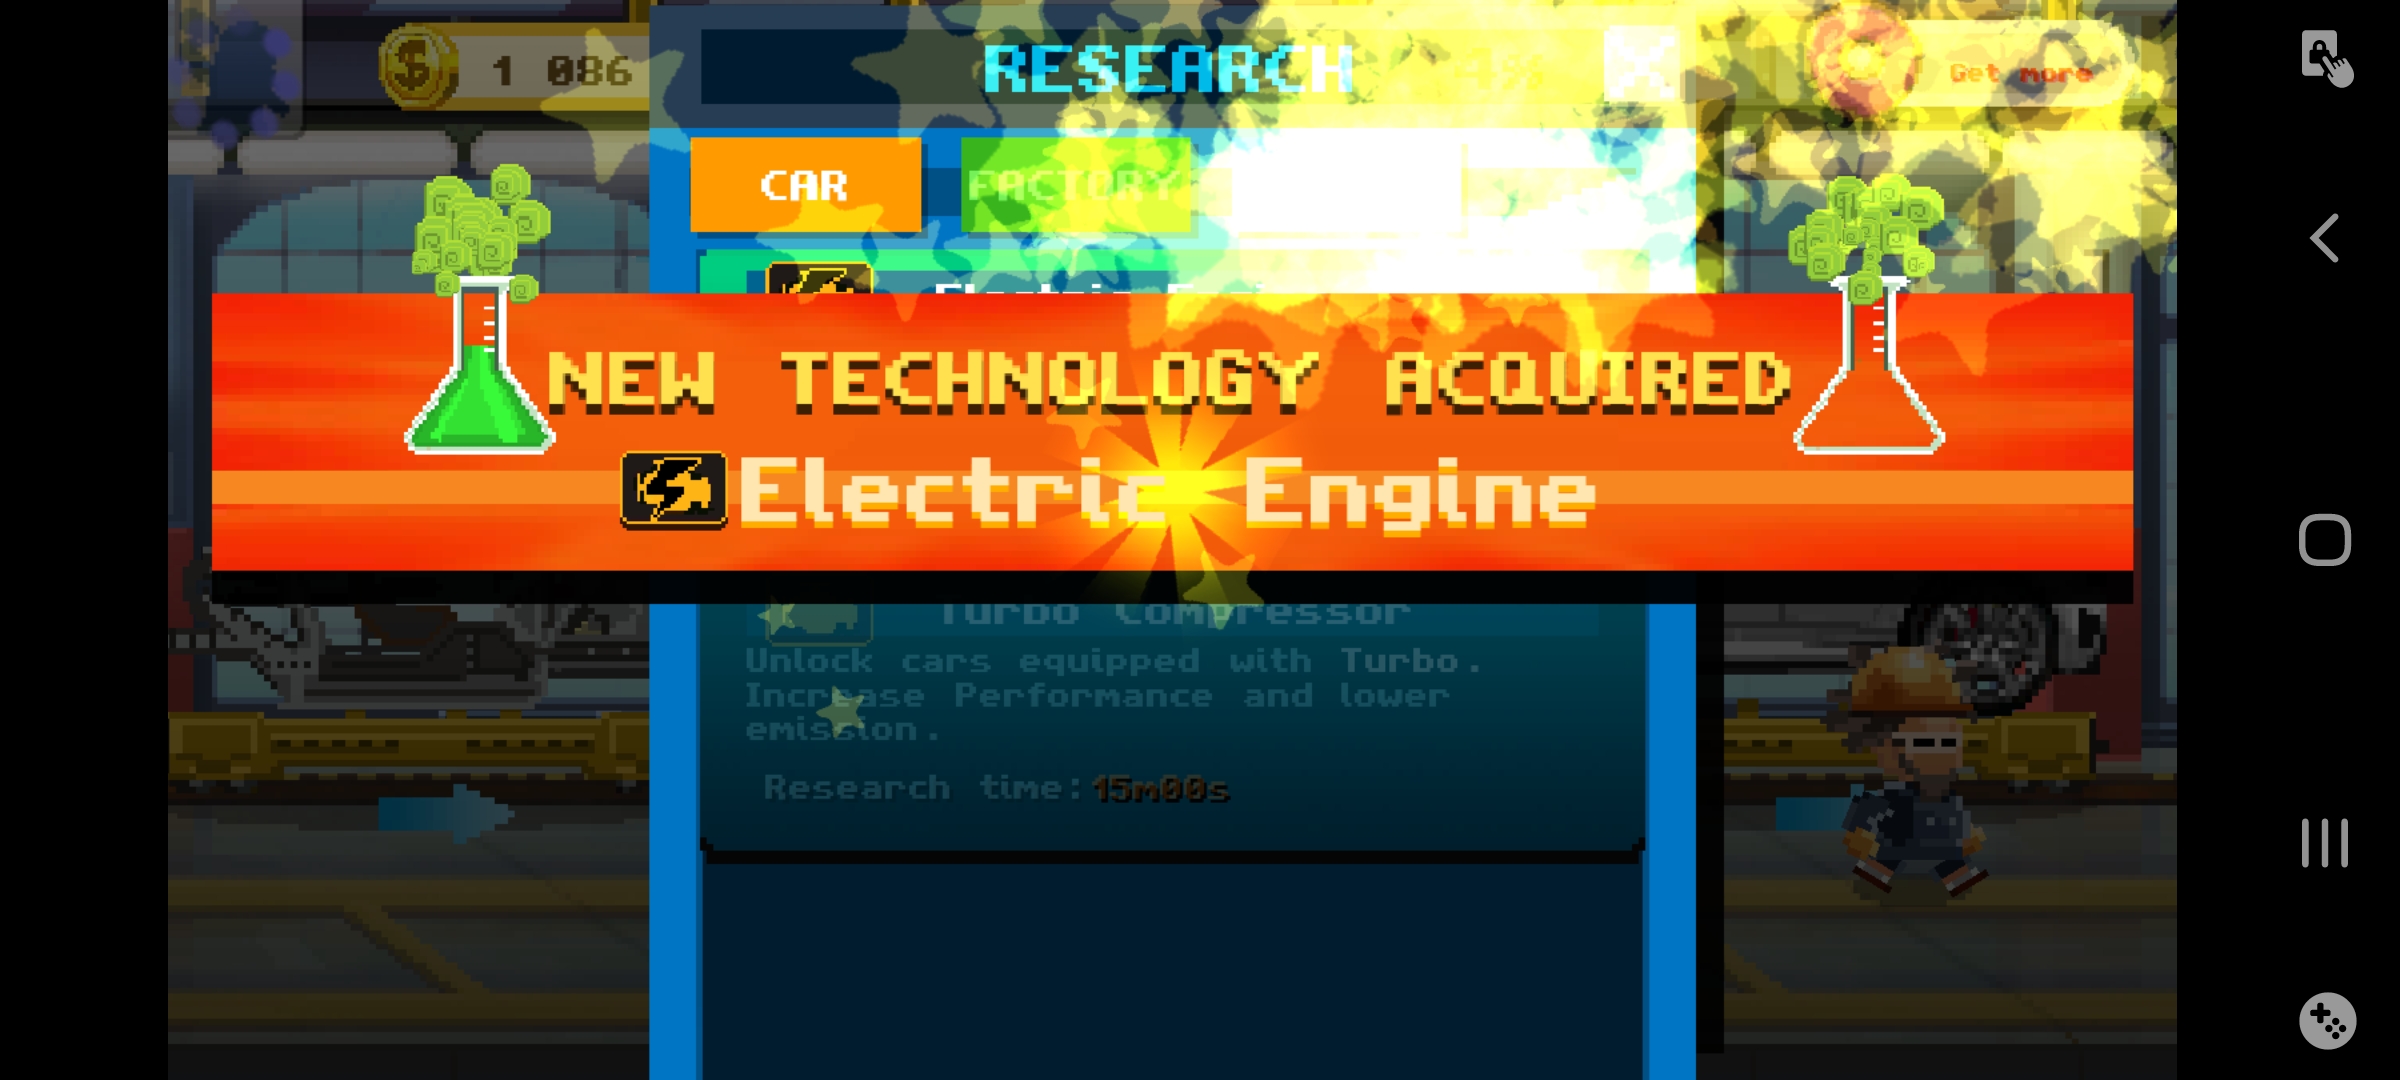 1 086
RESEARCH
4%
Get more
CAR
FACTORY
NEW TECHNOLOGY ACQUIRED
Electric Engine
Turbo Compressor
Unlock cars equipped with Turbo.
Increase Performance and lower
emission.
Research time:15m00s